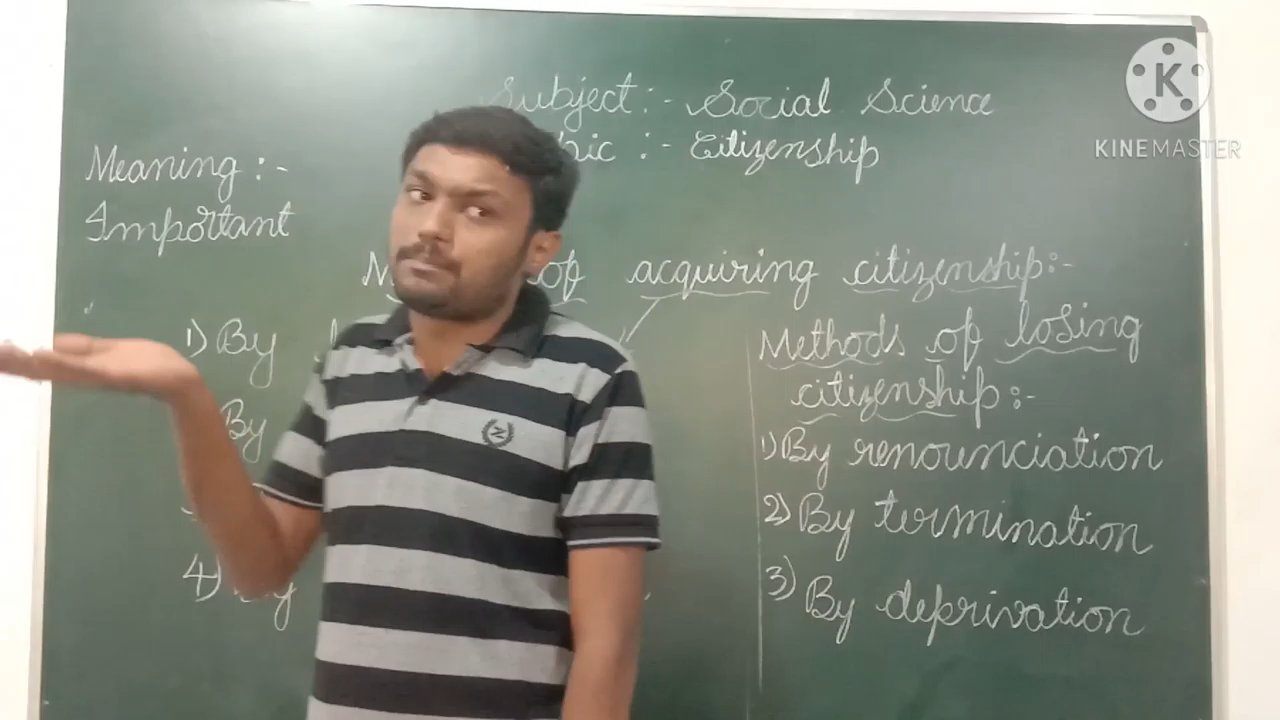 Subject :- Social Science
:- Citizenship
Meaning :-
Important
of acquiring citizenship:-
1) By
By
4) By
Methods of losing
citizenship:-
1) By renounciation
2) By termination
3) By deprivation
K
KINEMASTER